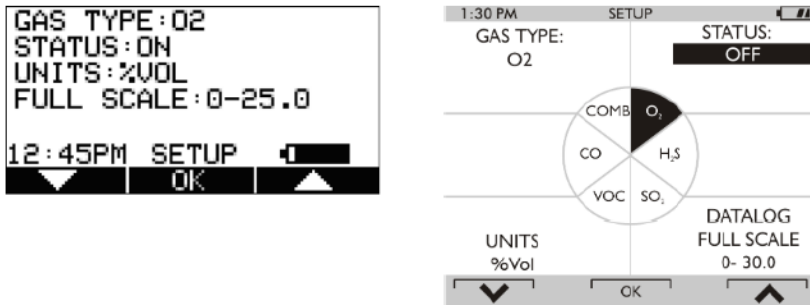 GAS TYPE:O2
STATUS:ON
UNITS:%VOL
FULL SCALE:0-25.0
12:45PM SETUP
OK
1:30 PM SETUP
GAS TYPE:
O2
STATUS:
OFF
COMB O₂
CO H₂S
VOC SO₂
UNITS
%Vol
DATALOG
FULL SCALE
0- 30.0
OK